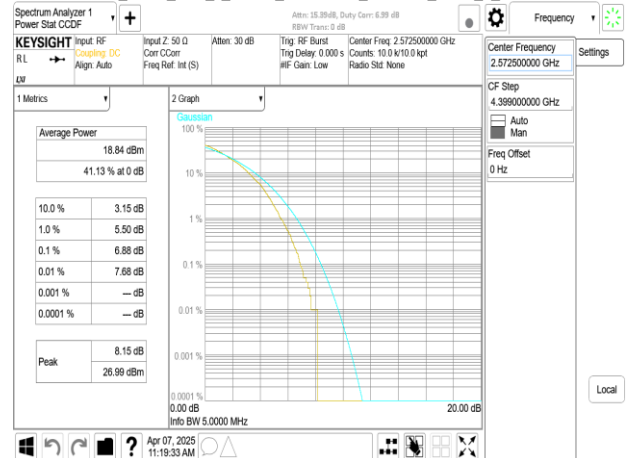 Spectrum Analyzer 1
Power Stat CCDF
Attn: 15.39dB, Duty Corr: 6.99 dB
RBW Trans: 0 dB
Frequency
KEYSIGHT
Input: RF
Coupling: DC
Align: Auto
RL
LXI
Input Z: 50 Ω
Corr CCorr
Freq Ref: Int (S)
Atten: 30 dB
Trig: RF Burst
Trig Delay: 0.000 s
#IF Gain: Low
Center Freq: 2.572500000 GHz
Counts: 10.0 k/10.0 kpt
Radio Std: None
Center Frequency
2.572500000 GHz
Settings
CF Step
4.399000000 GHz
Auto
Man
Freq Offset
0 Hz
1 Metrics
Average Power
18.84 dBm
41.13 % at 0 dB
10.0 % 3.15 dB
1.0 % 5.50 dB
0.1 % 6.88 dB
0.01 % 7.68 dB
0.001 % --- dB
0.0001 % --- dB
Peak
8.15 dB
26.99 dBm
2 Graph
Gaussian
100 %
10 %
1 %
0.1 %
0.01 %
0.001 %
0.0001 %
0.00 dB 20.00 dB
Info BW 5.0000 MHz
Local
?
Apr 07, 2025
11:19:33 AM